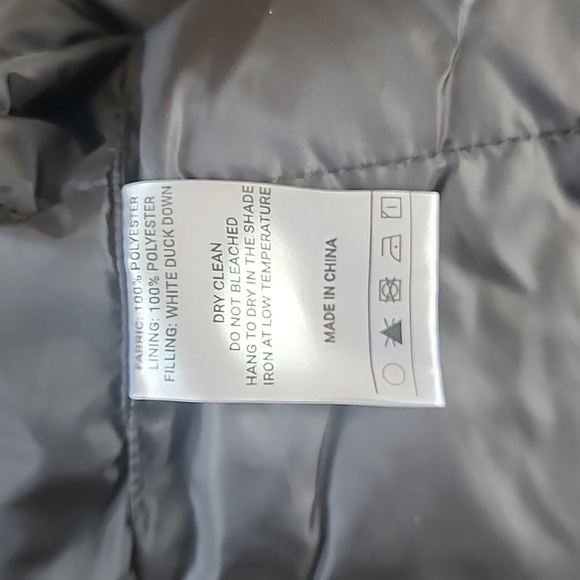 FABRIC: 100% POLYESTER
LINING: 100% POLYESTER
FILLING: WHITE DUCK DOWN
DRY CLEAN
DO NOT BLEACHED
HANG TO DRY IN THE SHADE
IRON AT LOW TEMPERATURE
MADE IN CHINA